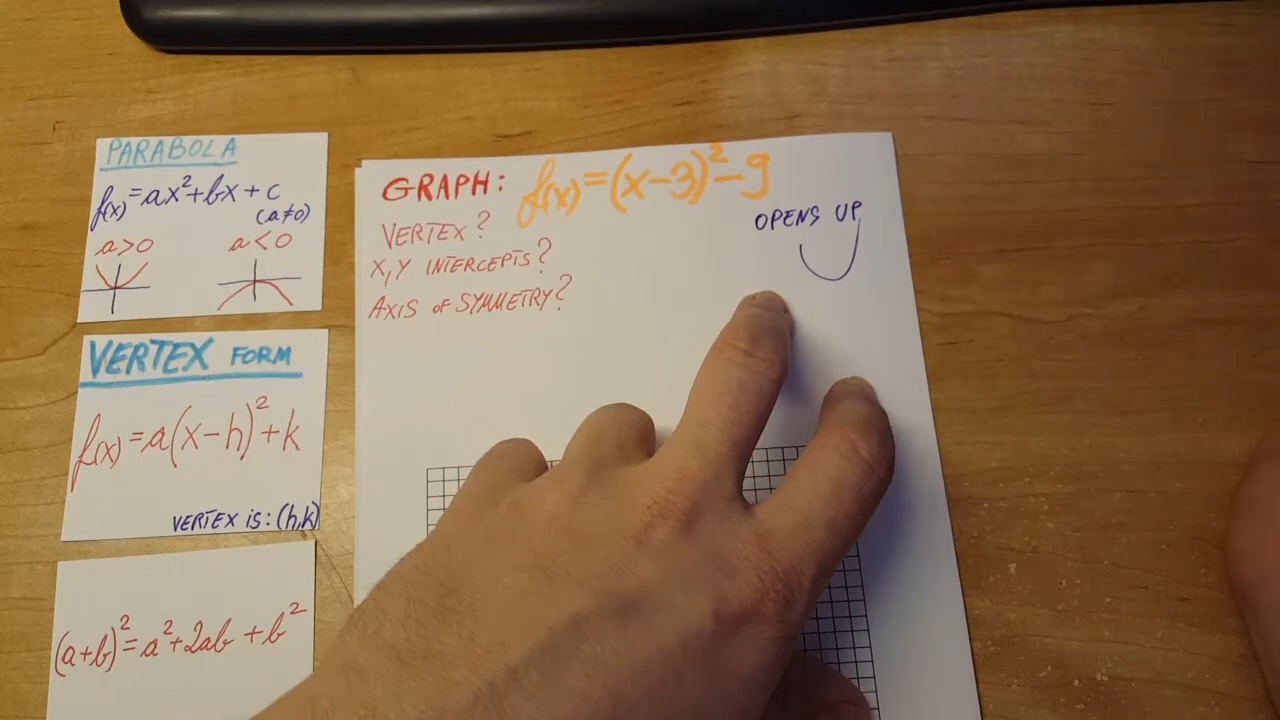 PARABOLA
f(x)=ax²+bx+c
(a≠0)
a>0 a<0
VERTEX FORM
f(x)=a(x-h)²+k
VERTEX is: (h,k)
(a+b)²=a²+2ab+b²
GRAPH: f(x)=(x-3)²-9
VERTEX?
X,Y INTERCEPTS?
AXIS OF SYMMETRY?
OPENS UP